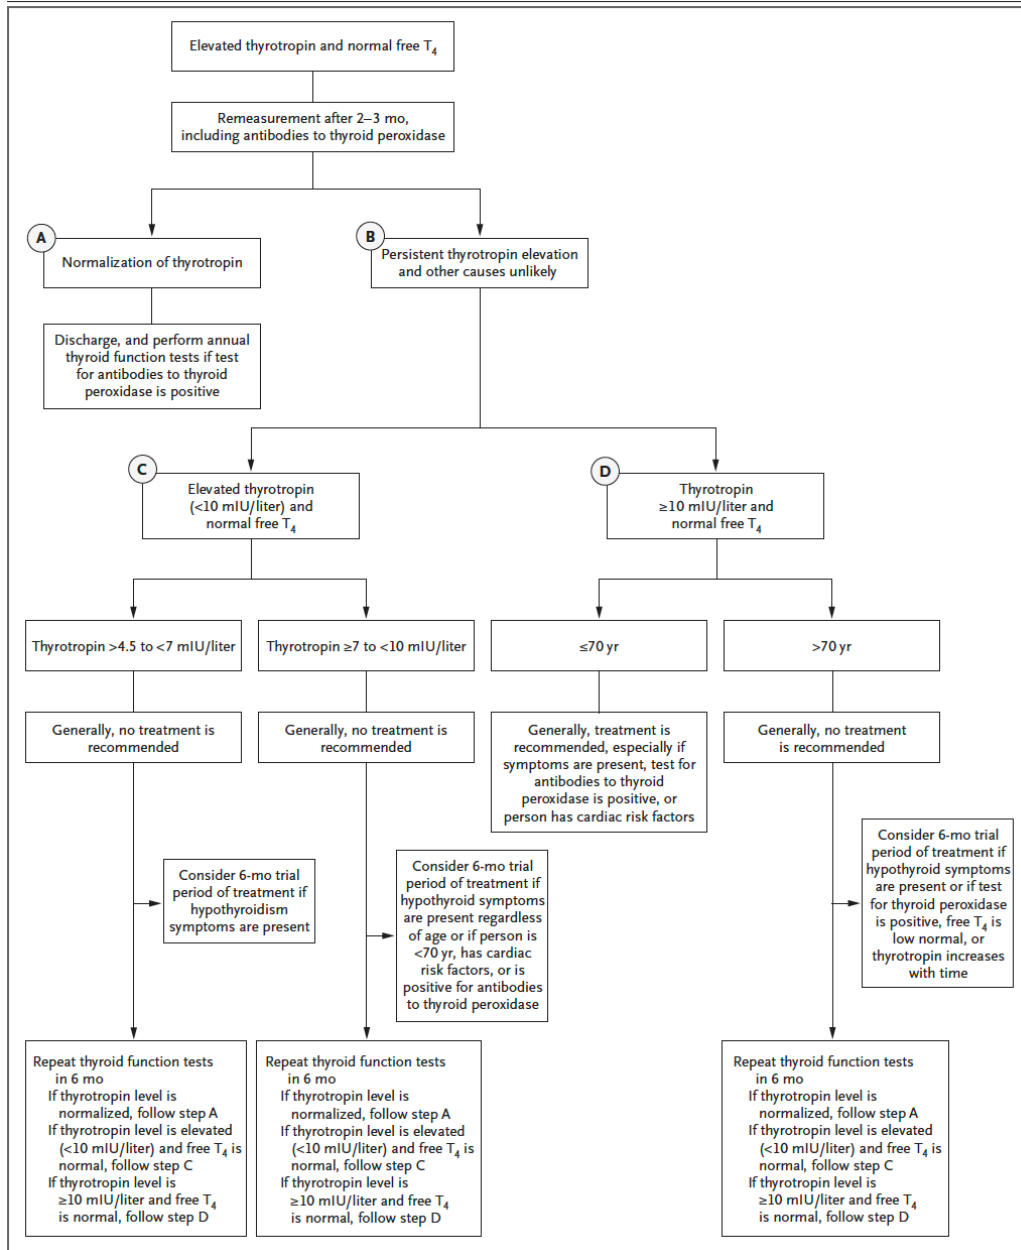 Elevated thyrotropin and normal free T4
Remeasurement after 2–3 mo,
including antibodies to thyroid peroxidase
A
Normalization of thyrotropin
B
Persistent thyrotropin elevation
and other causes unlikely
Discharge, and perform annual
thyroid function tests if test
for antibodies to thyroid
peroxidase is positive
C
Elevated thyrotropin
(<10 mIU/liter) and
normal free T4
D
Thyrotropin
≥10 mIU/liter and
normal free T4
Thyrotropin >4.5 to <7 mIU/liter
Thyrotropin ≥7 to <10 mIU/liter
≤70 yr
>70 yr
Generally, no treatment is
recommended
Generally, no treatment is
recommended
Generally, treatment is
recommended, especially if
symptoms are present, test for
antibodies to thyroid
peroxidase is positive, or
person has cardiac risk factors
Generally, no treatment
is recommended
Consider 6-mo trial
period of treatment if
hypothyroidism
symptoms are present
Consider 6-mo trial
period of treatment if
hypothyroid symptoms
are present regardless
of age or if person is
<70 yr, has cardiac
risk factors, or is
positive for antibodies
to thyroid peroxidase
Consider 6-mo trial
period of treatment if
hypothyroid symptoms
are present or if test
for thyroid peroxidase
is positive, free T4 is
low normal, or
thyrotropin increases
with time
Repeat thyroid function tests
in 6 mo
If thyrotropin level is
normalized, follow step A
If thyrotropin level is elevated
(<10 mIU/liter) and free T4 is
normal, follow step C
If thyrotropin level is
≥10 mIU/liter and free T4
is normal, follow step D
Repeat thyroid function tests
in 6 mo
If thyrotropin level is
normalized, follow step A
If thyrotropin level is elevated
(<10 mIU/liter) and free T4 is
normal, follow step C
If thyrotropin level is
≥10 mIU/liter and free T4
is normal, follow step D
Repeat thyroid function tests
in 6 mo
If thyrotropin level is
normalized, follow step A
If thyrotropin level is elevated
(<10 mIU/liter) and free T4 is
normal, follow step C
If thyrotropin level is
≥10 mIU/liter and free T4
is normal, follow step D